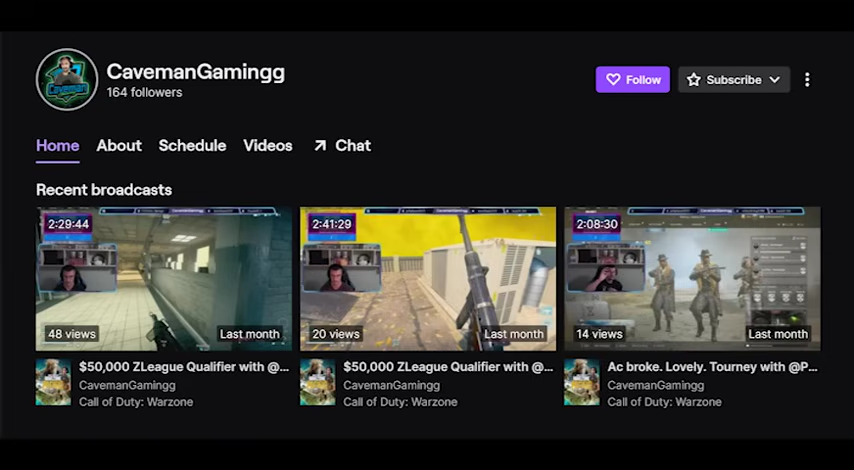 CavemanGamingg
164 followers
Follow
Subscribe
Home
About
Schedule
Videos
Chat
Recent broadcasts
2:29:44
2:41:29
2:08:30
48 views
Last month
20 views
Last month
14 views
Last month
$50,000 ZLeague Qualifier with @...
$50,000 ZLeague Qualifier with @...
Ac broke. Lovely. Tourney with @P...
CavemanGamingg
CavemanGamingg
CavemanGamingg
Call of Duty: Warzone
Call of Duty: Warzone
Call of Duty: Warzone